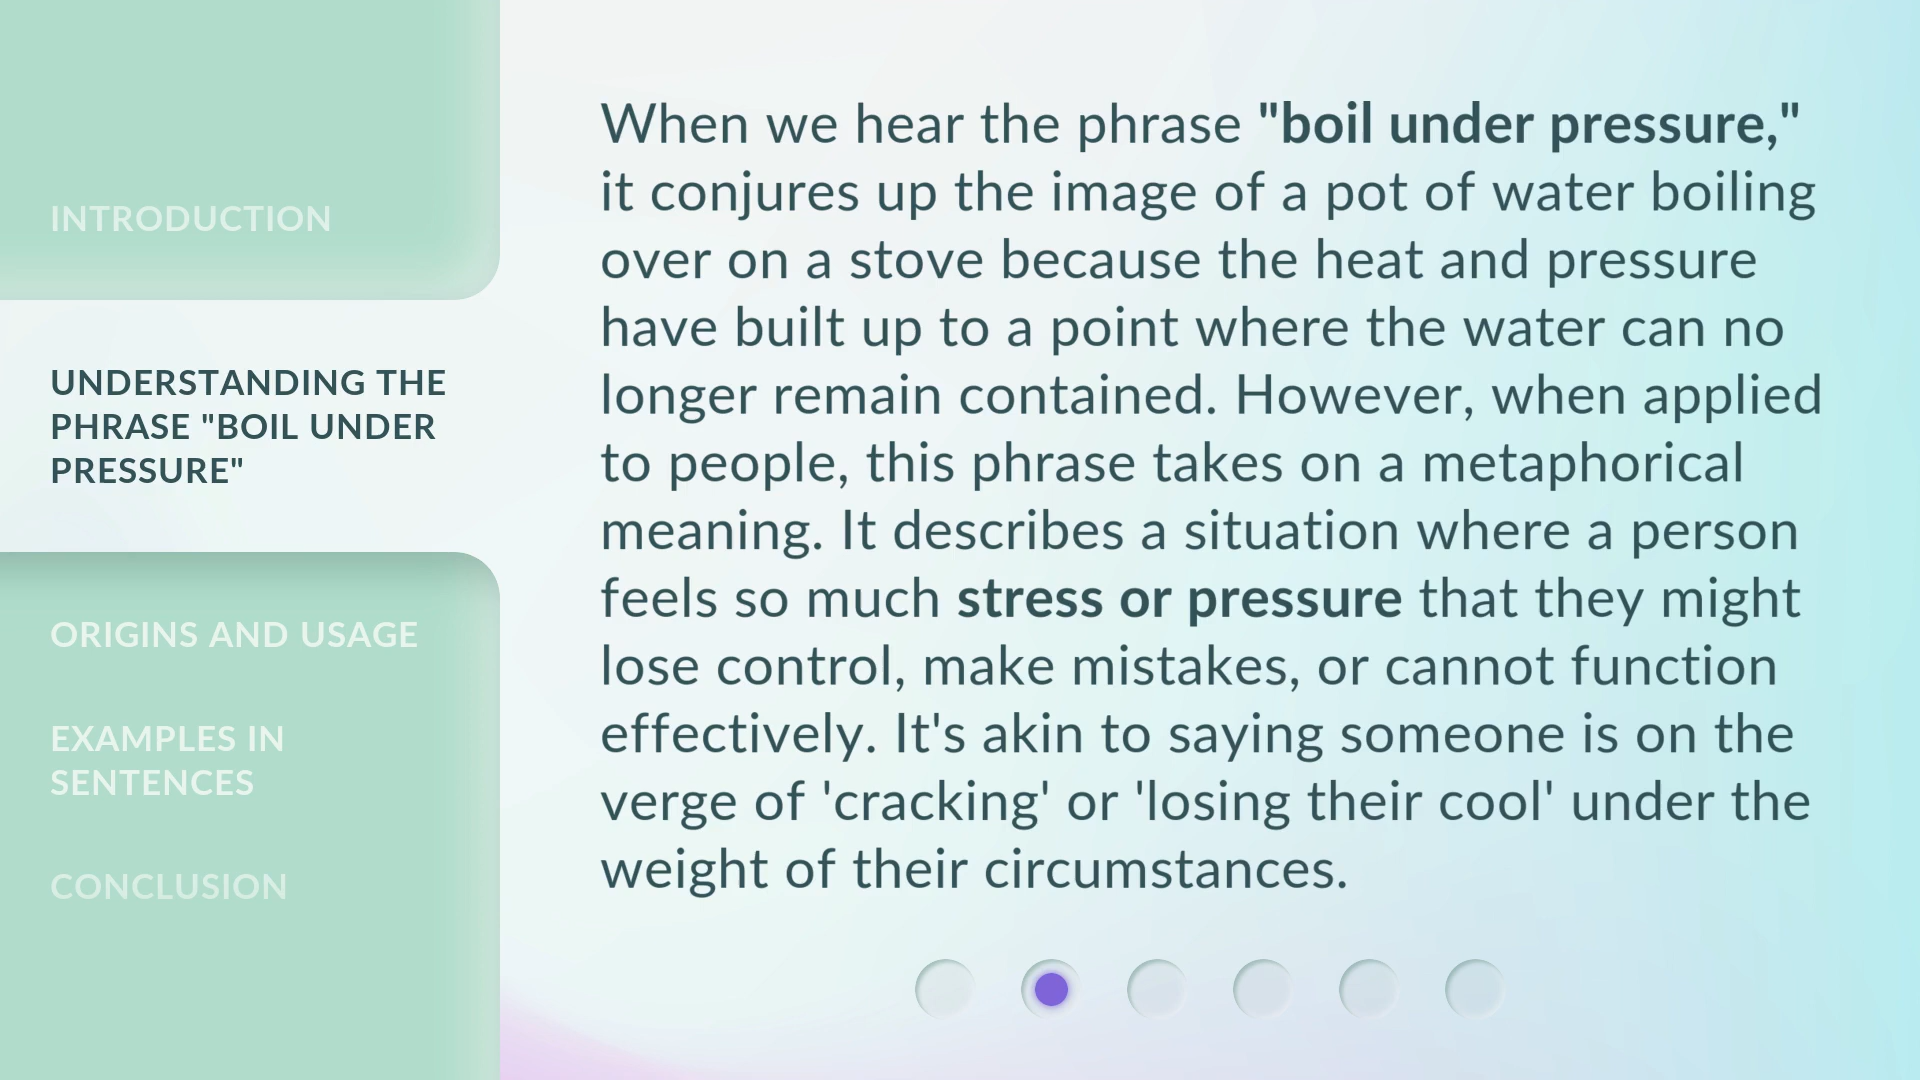 INTRODUCTION
UNDERSTANDING THE
PHRASE "BOIL UNDER
PRESSURE"
ORIGINS AND USAGE
EXAMPLES IN
SENTENCES
CONCLUSION
When we hear the phrase "boil under pressure,"
it conjures up the image of a pot of water boiling
over on a stove because the heat and pressure
have built up to a point where the water can no
longer remain contained. However, when applied
to people, this phrase takes on a metaphorical
meaning. It describes a situation where a person
feels so much stress or pressure that they might
lose control, make mistakes, or cannot function
effectively. It's akin to saying someone is on the
verge of 'cracking' or 'losing their cool' under the
weight of their circumstances.